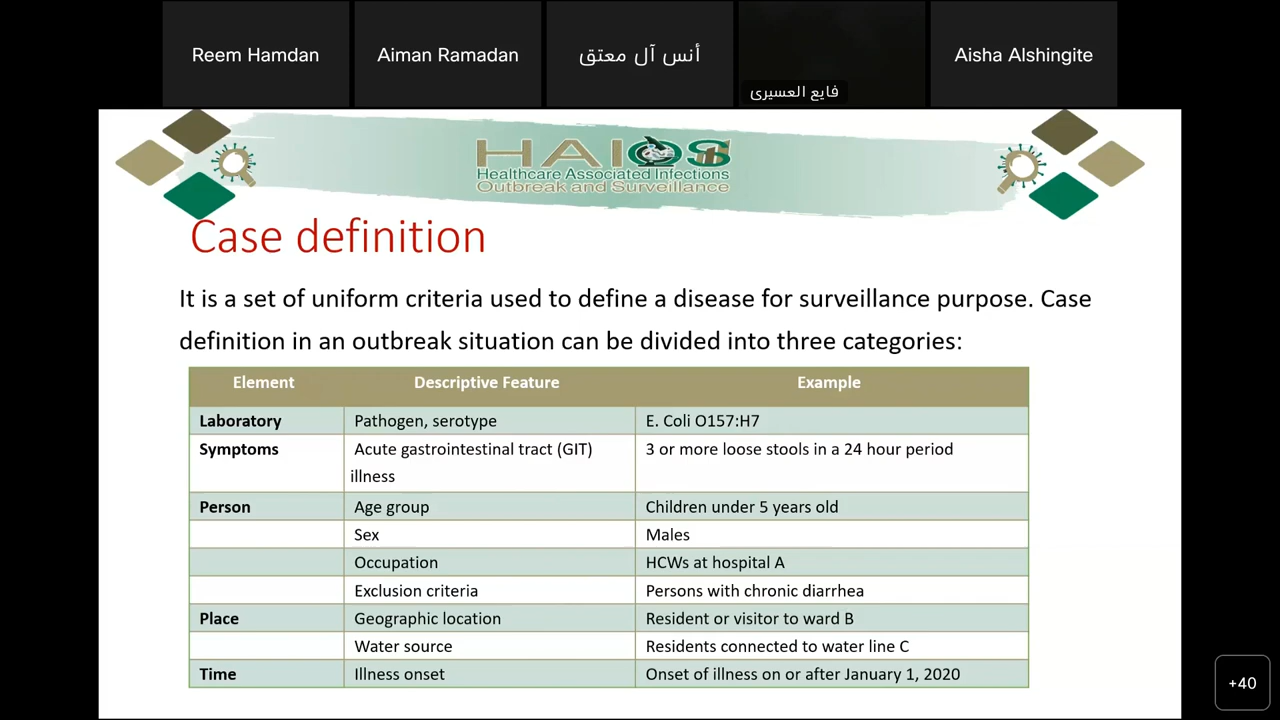 Reem Hamdan
Aiman Ramadan
أنس آل معتق
فايع العسيري
Aisha Alshingite
HAIOS
Healthcare Associated Infections
Outbreak and Surveillance
Case definition
It is a set of uniform criteria used to define a disease for surveillance purpose. Case
definition in an outbreak situation can be divided into three categories:
Element Descriptive Feature Example
Laboratory Pathogen, serotype E. Coli O157:H7
Symptoms Acute gastrointestinal tract (GIT) 3 or more loose stools in a 24 hour period
illness
Person Age group Children under 5 years old
Sex Males
Occupation HCWs at hospital A
Exclusion criteria Persons with chronic diarrhea
Place Geographic location Resident or visitor to ward B
Water source Residents connected to water line C
Time Illness onset Onset of illness on or after January 1, 2020
+40